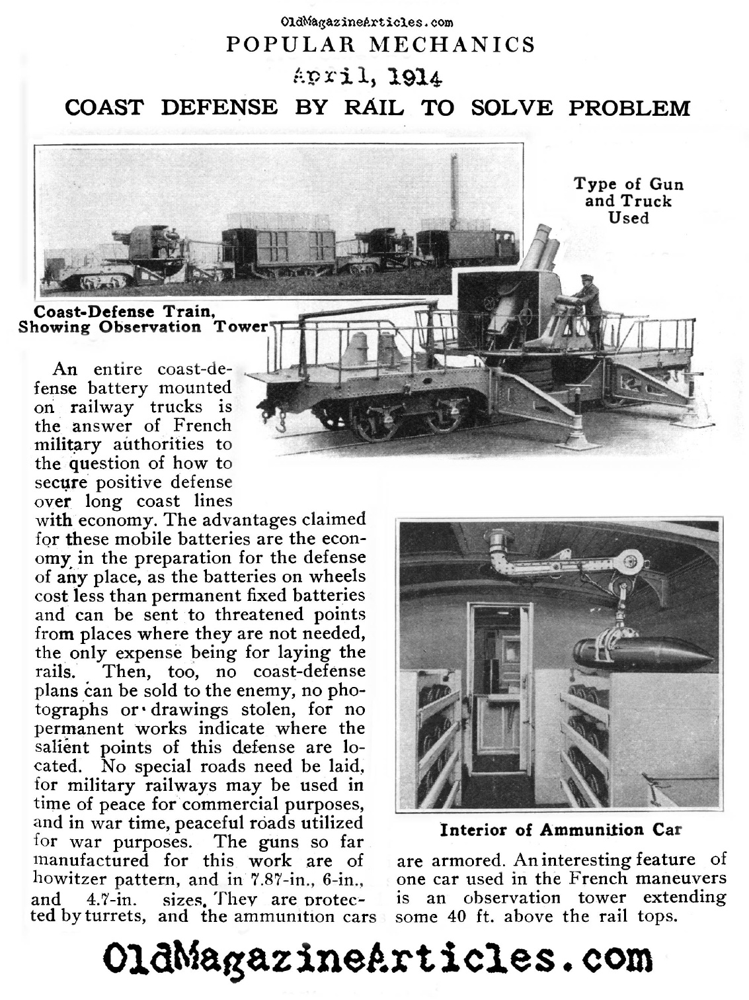 OldMagazineArticles.com
POPULAR MECHANICS
April, 1914
COAST DEFENSE BY RAIL TO SOLVE PROBLEM
Type of Gun
and Truck
Used
Coast-Defense Train,
Showing Observation Tower
An entire coast-de-
fense battery mounted
on railway trucks is
the answer of French
military authorities to
the question of how to
secure positive defense
over long coast lines
with economy. The advantages claimed
for these mobile batteries are the econ-
omy in the preparation for the defense
of any place, as the batteries on wheels
cost less than permanent fixed batteries
and can be sent to threatened points
from places where they are not needed,
the only expense being for laying the
rails. Then, too, no coast-defense
plans can be sold to the enemy, no pho-
tographs or drawings stolen, for no
permanent works indicate where the
salient points of this defense are lo-
cated. No special roads need be laid,
for military railways may be used in
time of peace for commercial purposes,
and in war time, peaceful roads utilized
for war purposes. The guns so far
manufactured for this work are of
howitzer pattern, and in 7.87-in., 6-in.,
and 4.7-in. sizes. They are protec-
ted by turrets, and the ammunition cars
Interior of Ammunition Car
are armored. An interesting feature of
one car used in the French maneuvers
is an observation tower extending
some 40 ft. above the rail tops.
OldMagazineArticles.com